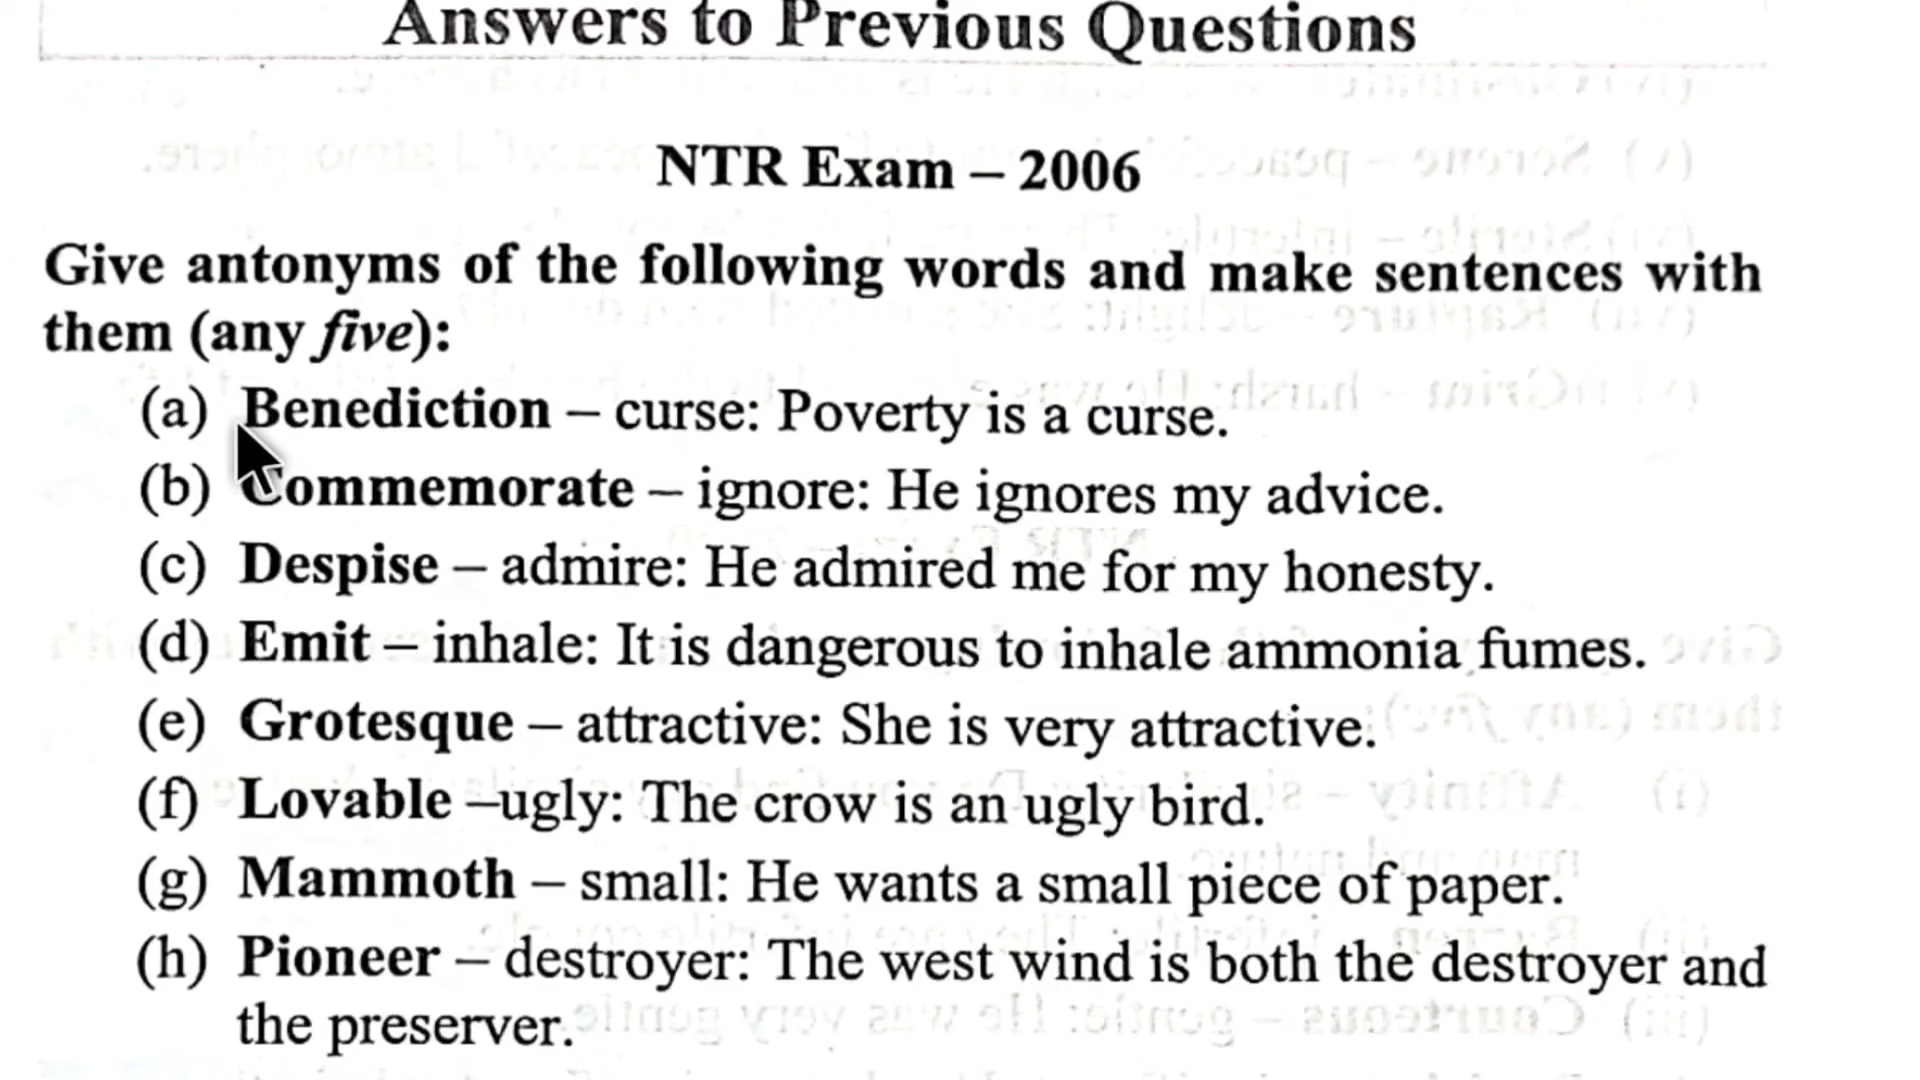 Answers to Previous Questions
NTR Exam – 2006
Give antonyms of the following words and make sentences with
them (any five):
(a) Benediction – curse: Poverty is a curse.
(b) Commemorate – ignore: He ignores my advice.
(c) Despise – admire: He admired me for my honesty.
(d) Emit – inhale: It is dangerous to inhale ammonia fumes.
(e) Grotesque – attractive: She is very attractive.
(f) Lovable –ugly: The crow is an ugly bird.
(g) Mammoth – small: He wants a small piece of paper.
(h) Pioneer – destroyer: The west wind is both the destroyer and
the preserver.